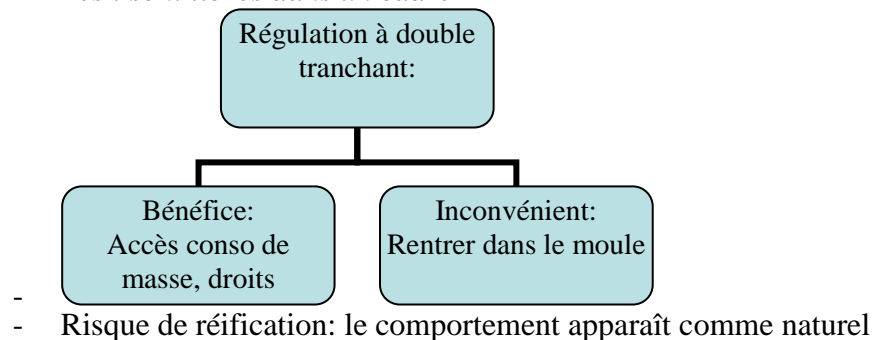 Régulation à double
tranchant:
Bénéfice:
Accès conso de
masse, droits
Inconvénient:
Rentrer dans le moule
-
- Risque de réification: le comportement apparaît comme naturel